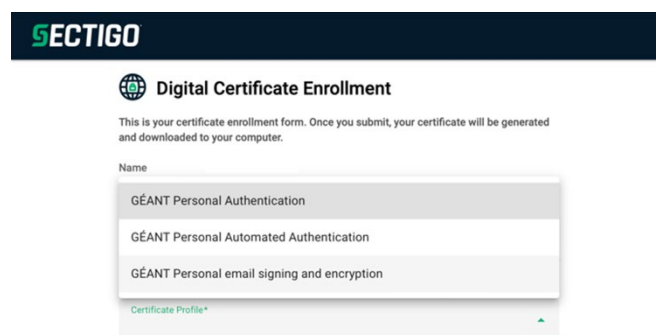 SECTIGO
Digital Certificate Enrollment
This is your certificate enrollment form. Once you submit, your certificate will be generated
and downloaded to your computer.
Name
GÉANT Personal Authentication
GÉANT Personal Automated Authentication
GÉANT Personal email signing and encryption
Certificate Profile*